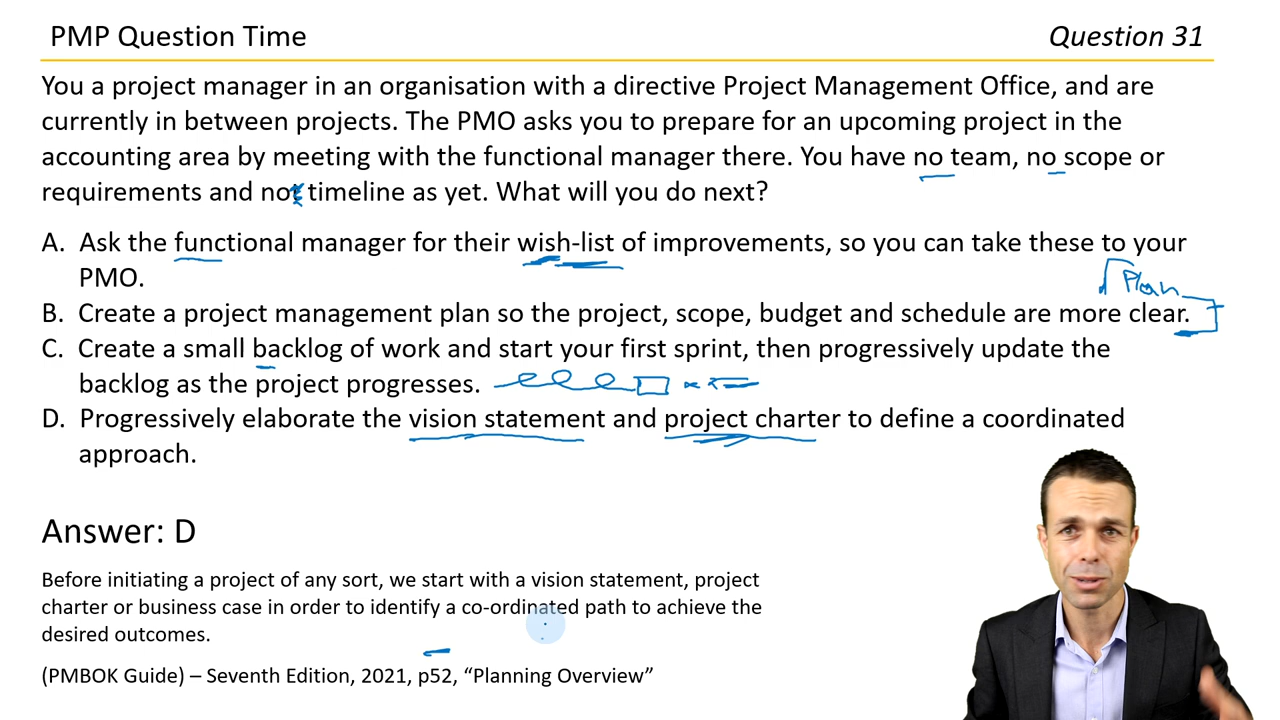 PMP Question Time
Question 31
You a project manager in an organisation with a directive Project Management Office, and are
currently in between projects. The PMO asks you to prepare for an upcoming project in the
accounting area by meeting with the functional manager there. You have no team, no scope or
requirements and not timeline as yet. What will you do next?
A. Ask the functional manager for their wish-list of improvements, so you can take these to your
PMO.
Plan
B. Create a project management plan so the project, scope, budget and schedule are more clear.
C. Create a small backlog of work and start your first sprint, then progressively update the
backlog as the project progresses.
D. Progressively elaborate the vision statement and project charter to define a coordinated
approach.
Answer: D
Before initiating a project of any sort, we start with a vision statement, project
charter or business case in order to identify a co-ordinated path to achieve the
desired outcomes.
(PMBOK Guide) – Seventh Edition, 2021, p52, “Planning Overview”